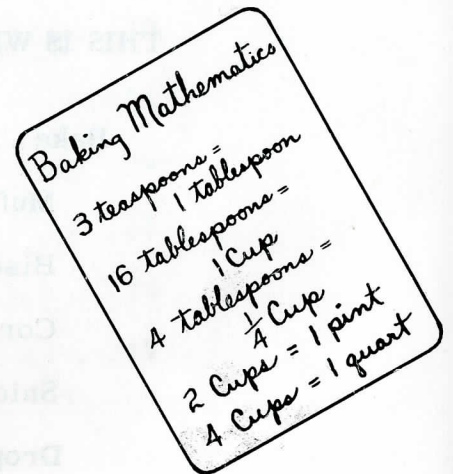 Baking Mathematics
3 teaspoons =
1 tablespoon
16 tablespoons =
1 Cup
4 tablespoons =
1/4 Cup
2 Cups = 1 pint
4 Cups = 1 quart
THIS IS W